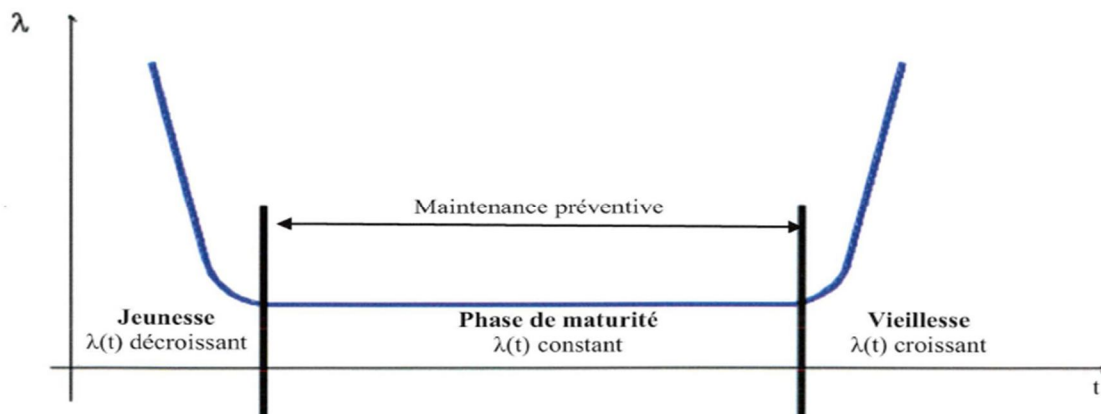 λ
Maintenance préventive
Jeunesse
λ(t) décroissant
Phase de maturité
λ(t) constant
Vieillesse
λ(t) croissant
t